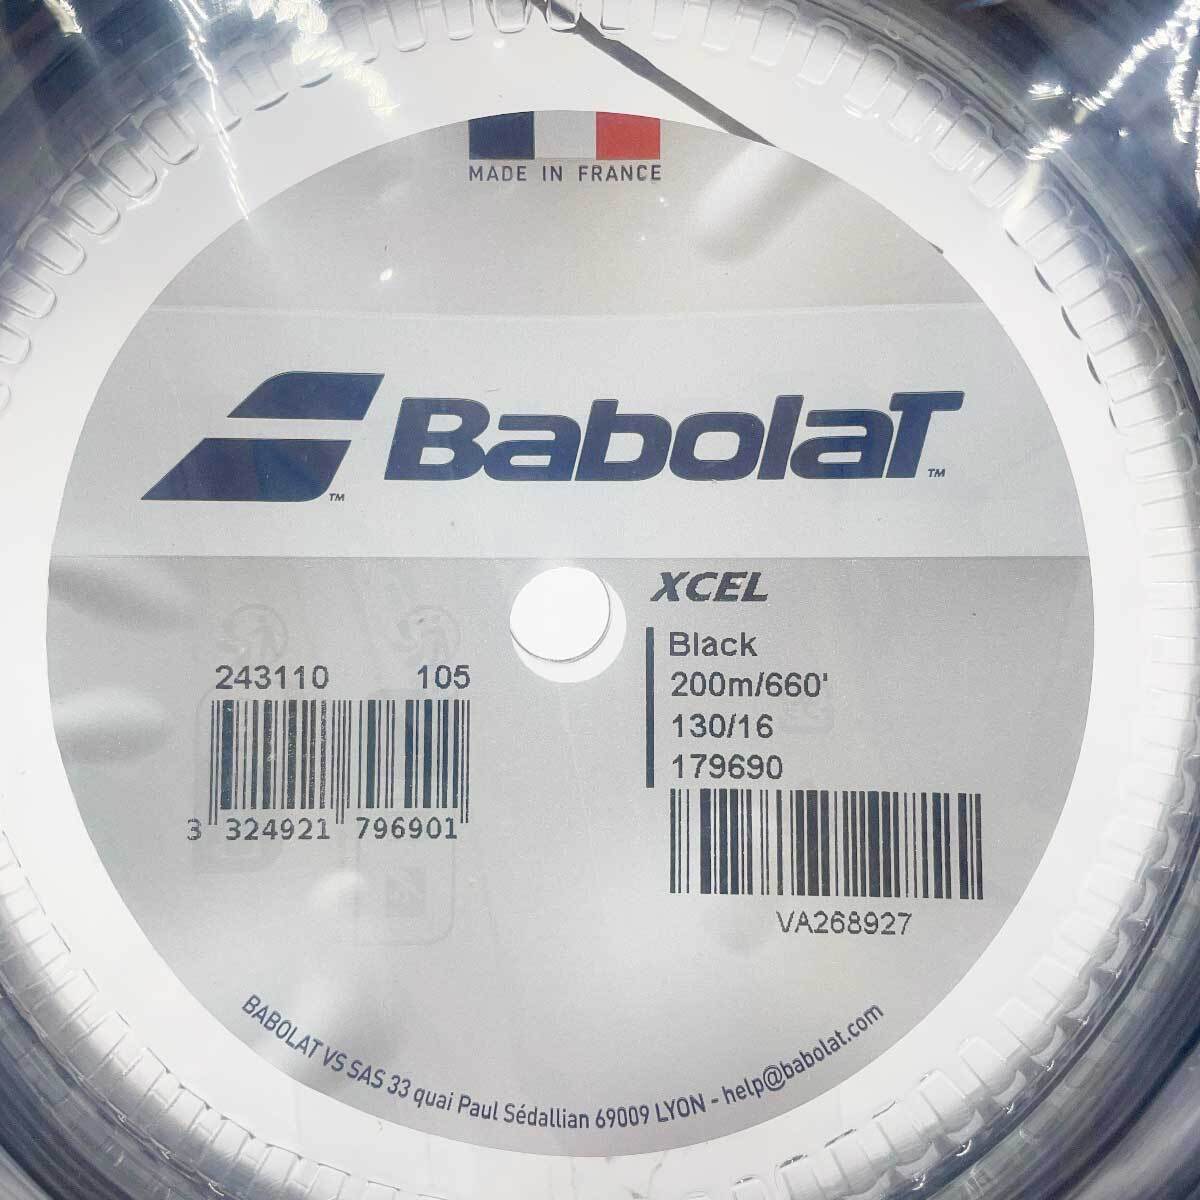 MADE IN FRANCE
BabolaT™
XCEL
Black
200m/660'
130/16
179690
243110 105
3 324921 796901
VA268927
BABOLAT VS SAS 33 quai Paul Sédallian 69009 LYON - help@babolat.com